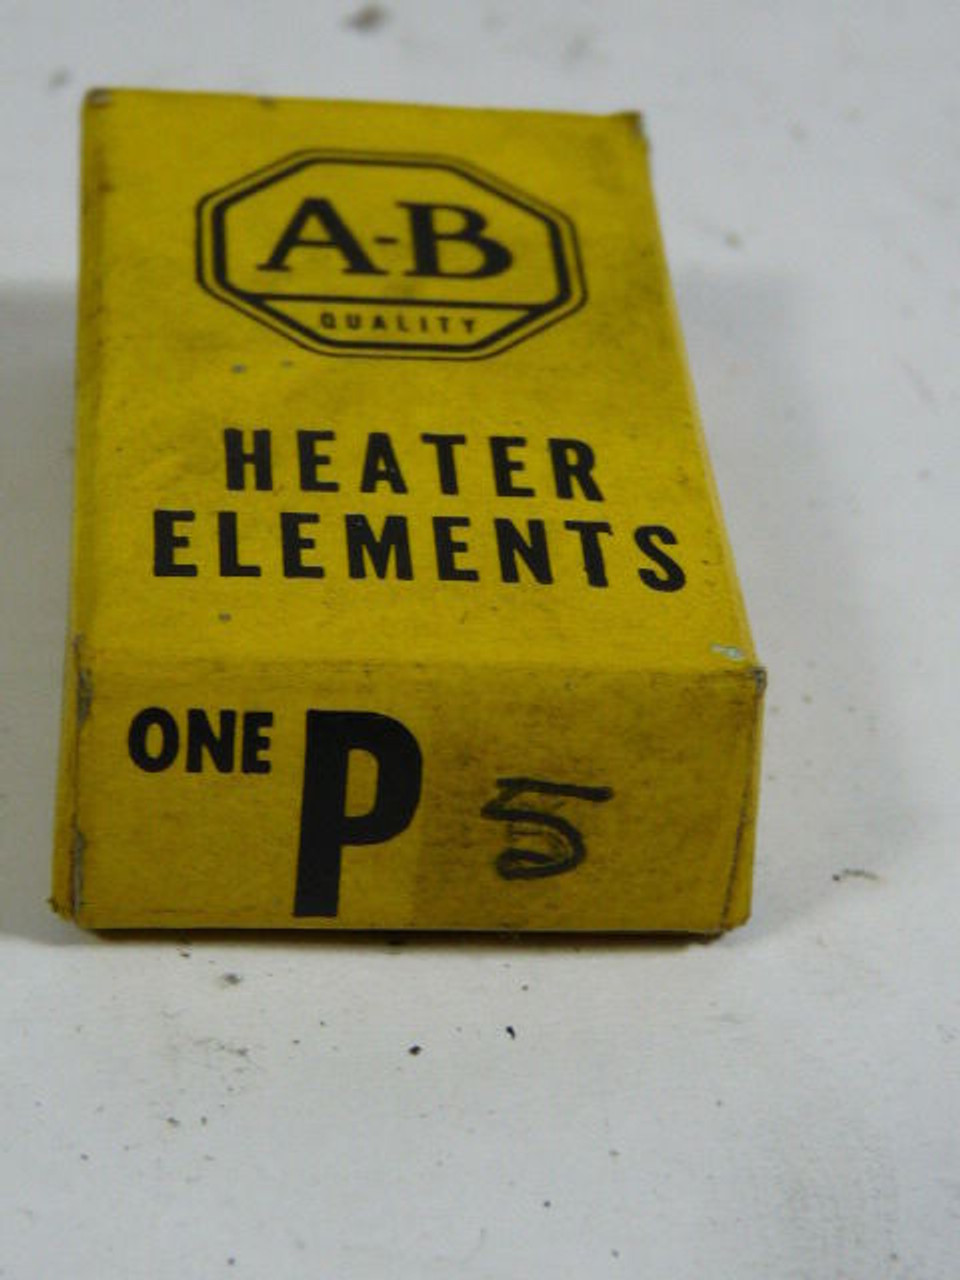 A-B
QUALITY
HEATER
ELEMENTS
ONE P 5